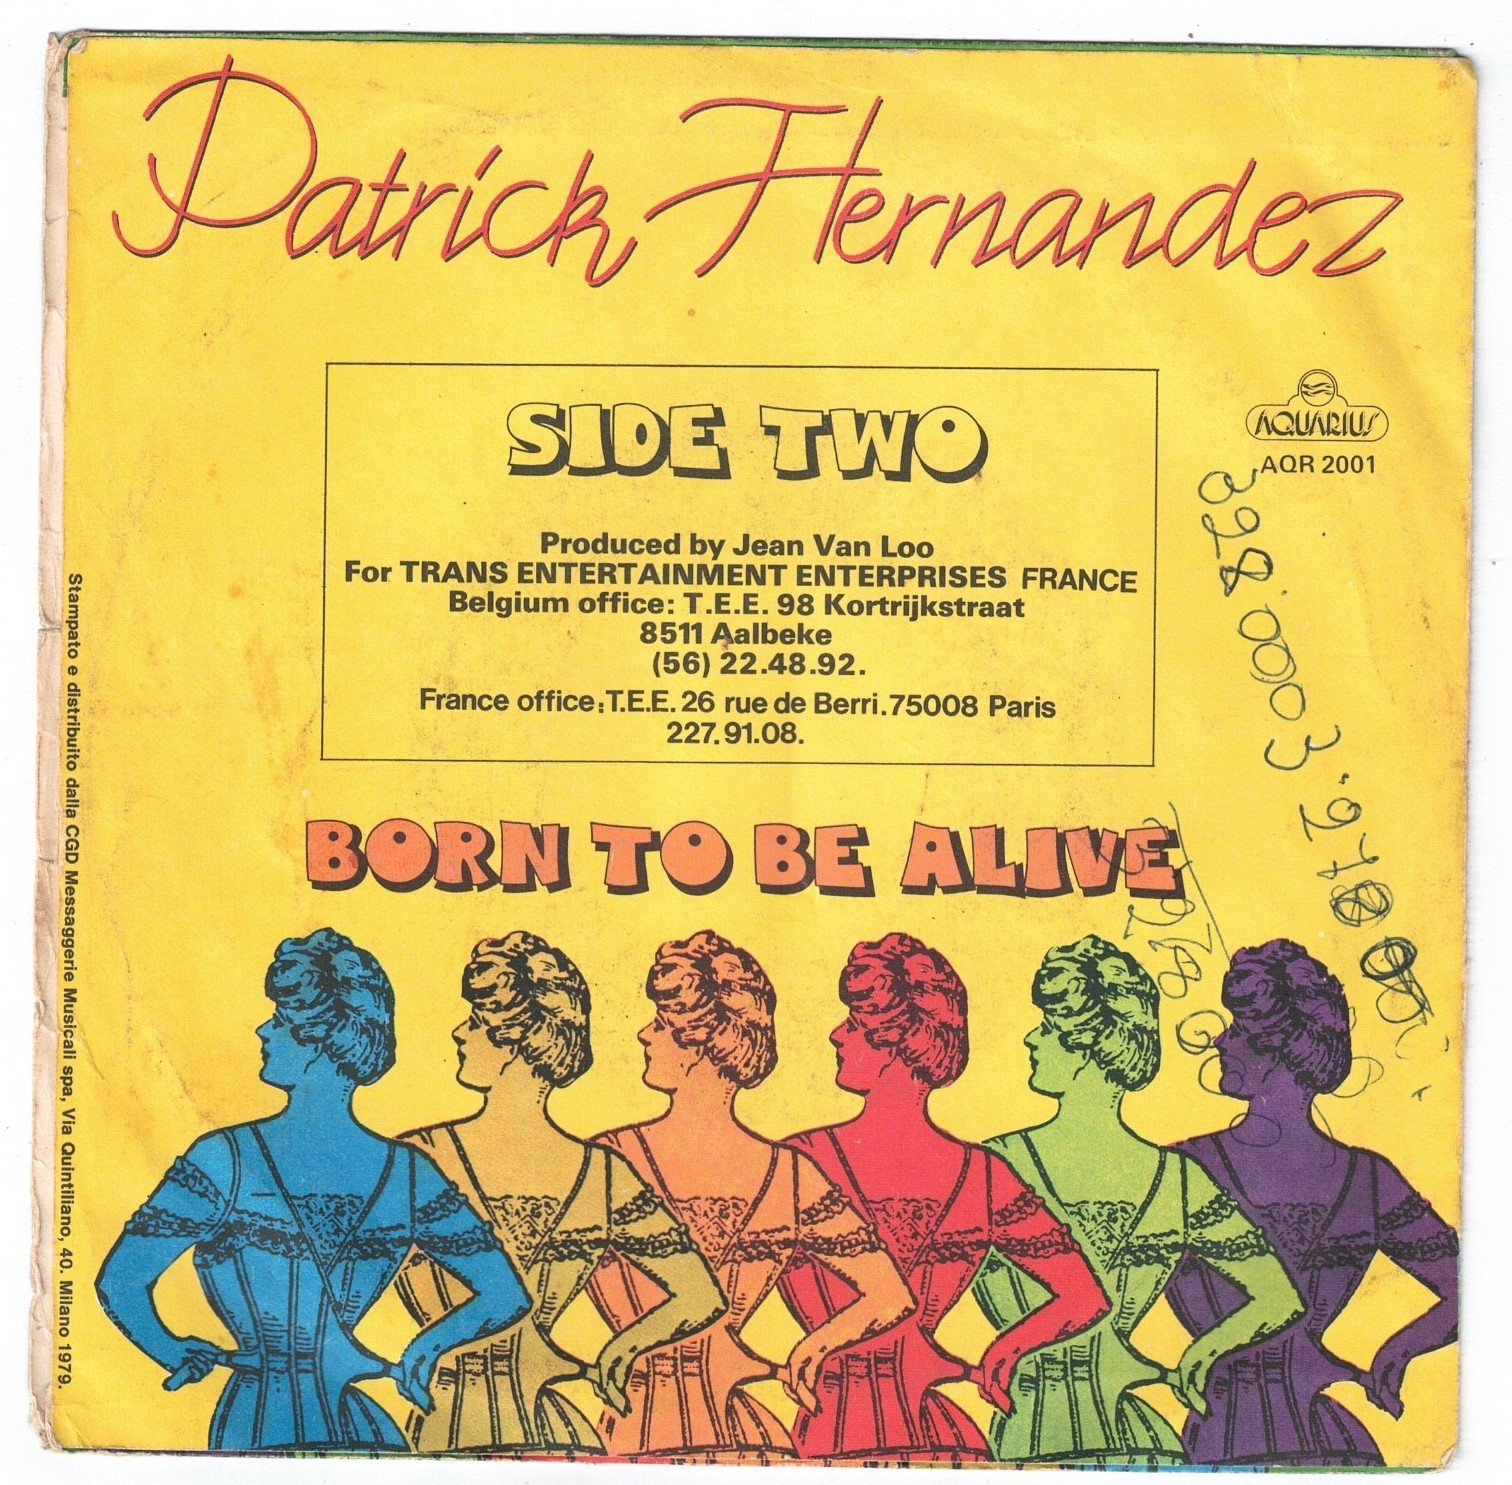 Patrick Hernandez
SIDE TWO
AQUARIUS
AQR 2001
Produced by Jean Van Loo
For TRANS ENTERTAINMENT ENTERPRISES FRANCE
Belgium office: T.E.E. 98 Kortrijkstraat
8511 Aalbeke
(56) 22.48.92.
France office: T.E.E. 26 rue de Berri. 75008 Paris
227.91.08.
BORN TO BE ALIVE
Stampato e distribuito dalla CGD Messaggerie Musicali spa, Via Quintiliano, 40. Milano 1979.